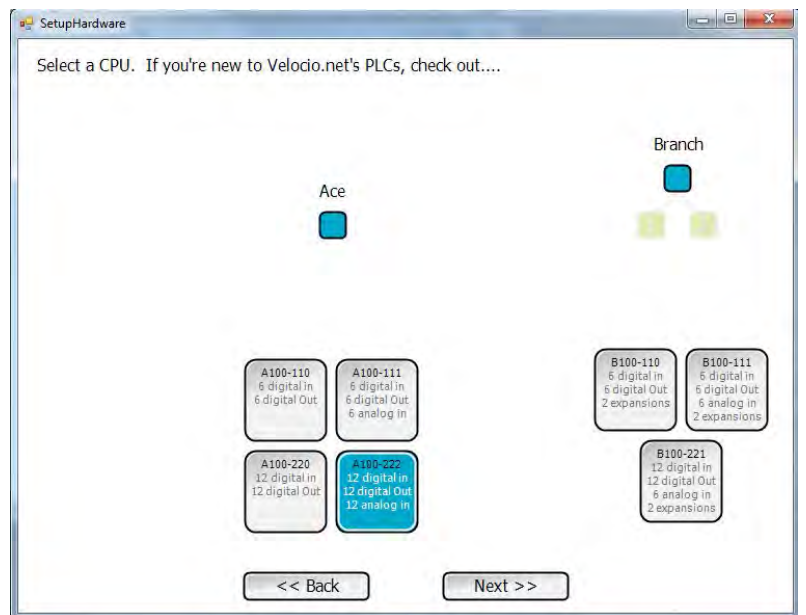 SetupHardware
Select a CPU. If you're new to Velocio.net's PLCs, check out....
Ace
Branch
A100-110
6 digital in
6 digital Out
A100-111
6 digital in
6 digital Out
6 analog in
A100-220
12 digital in
12 digital Out
A100-222
12 digital in
12 digital Out
12 analog in
B100-110
6 digital in
6 digital Out
2 expansions
B100-111
6 digital in
6 digital Out
6 analog in
2 expansions
B100-221
12 digital in
12 digital Out
6 analog in
2 expansions
<< Back
Next >>